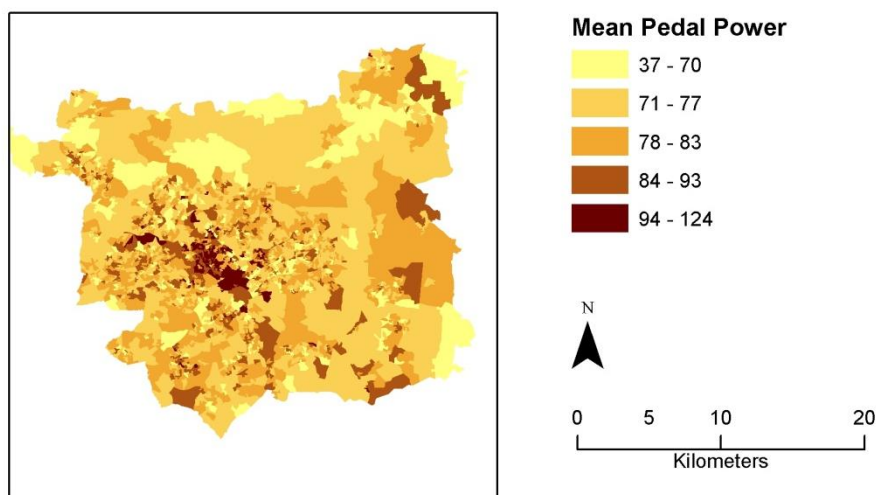 Mean Pedal Power
37 - 70
71 - 77
78 - 83
84 - 93
94 - 124
N
0 5 10 20
Kilometers